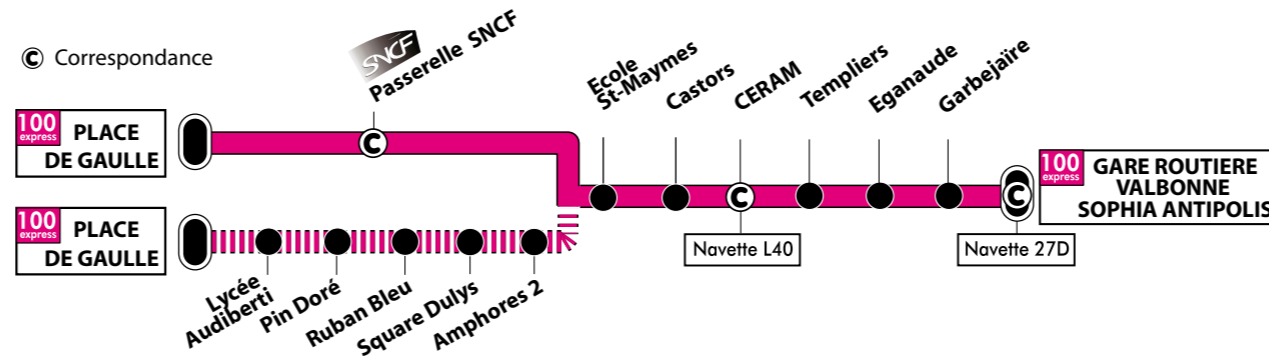 C Correspondance
SNCF
Passerelle SNCF
Ecole
St-Maymes
Castors
CERAM
Templiers
Eganaude
Garbejaïre
100
express
PLACE
DE GAULLE
C
C
C
100
express
GARE ROUTIERE
VALBONNE
SOPHIA ANTIPOLIS
100
express
PLACE
DE GAULLE
Navette L40
Navette 27D
Lycée
Audiberti
Pin Doré
Ruban Bleu
Square Dulys
Amphores 2